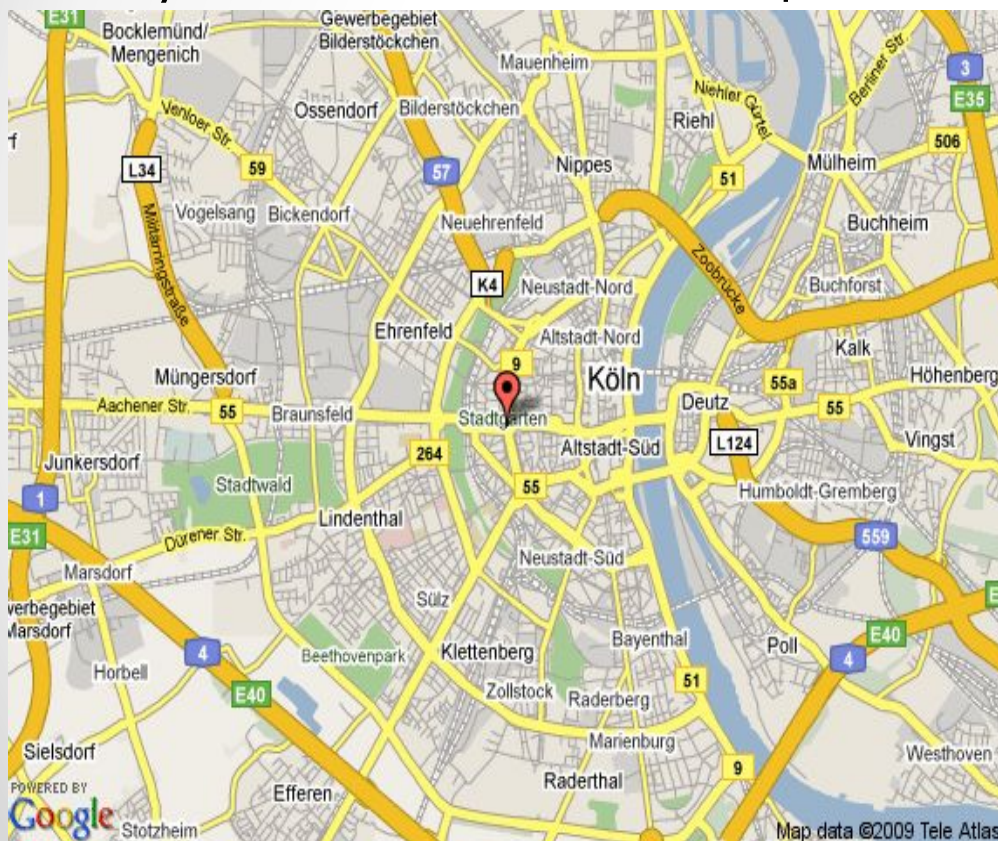 E31
Bocklemünd/
Mengenich
Gewerbegebiet
Bilderstöckchen
Mauenheim
Berliner Str.
3
E35
Venloer Str.
Ossendorf
Bilderstöckchen
Niehler Gürtel
Riehl
L34
59
57
Nippes
51
Mülheim
506
Vogelsang
Bickendorf
Neuehrenfeld
Buchheim
Militärringstraße
K4
Neustadt-Nord
Zoobrücke
Buchforst
Ehrenfeld
Altstadt-Nord
Kalk
Müngersdorf
9
Köln
55a
Höhenberg
Aachener Str.
55
Braunsfeld
Stadtgarten
Deutz
55
Junkersdorf
264
Altstadt-Süd
L124
Vingst
1
Stadtwald
55
Humboldt-Gremberg
E31
Dürener Str.
Lindenthal
559
Marsdorf
Neustadt-Süd
werbegebiet
Marsdorf
Sülz
Horbell
4
Beethovenpark
Klettenberg
Bayenthal
Poll
E40
4
E40
Zollstock
Raderberg
51
Marienburg
Sielsdorf
9
Westhoven
Efferen
Raderthal
POWERED BY
Google
Stotzheim
Map data ©2009 Tele Atlas